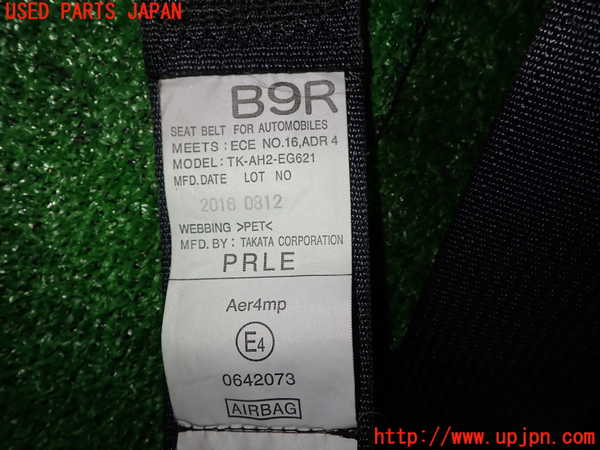 USED PARTS JAPAN
B9R
SEAT BELT FOR AUTOMOBILES
MEETS : ECE NO.16,ADR 4
MODEL: TK-AH2-EG621
MFD.DATE LOT NO
2016 0312
WEBBING >PET<
MFD.BY: TAKATA CORPORATION
PRLE
Aer4mp
E4
0642073
AIRBAG
http://www.upjpn.com/